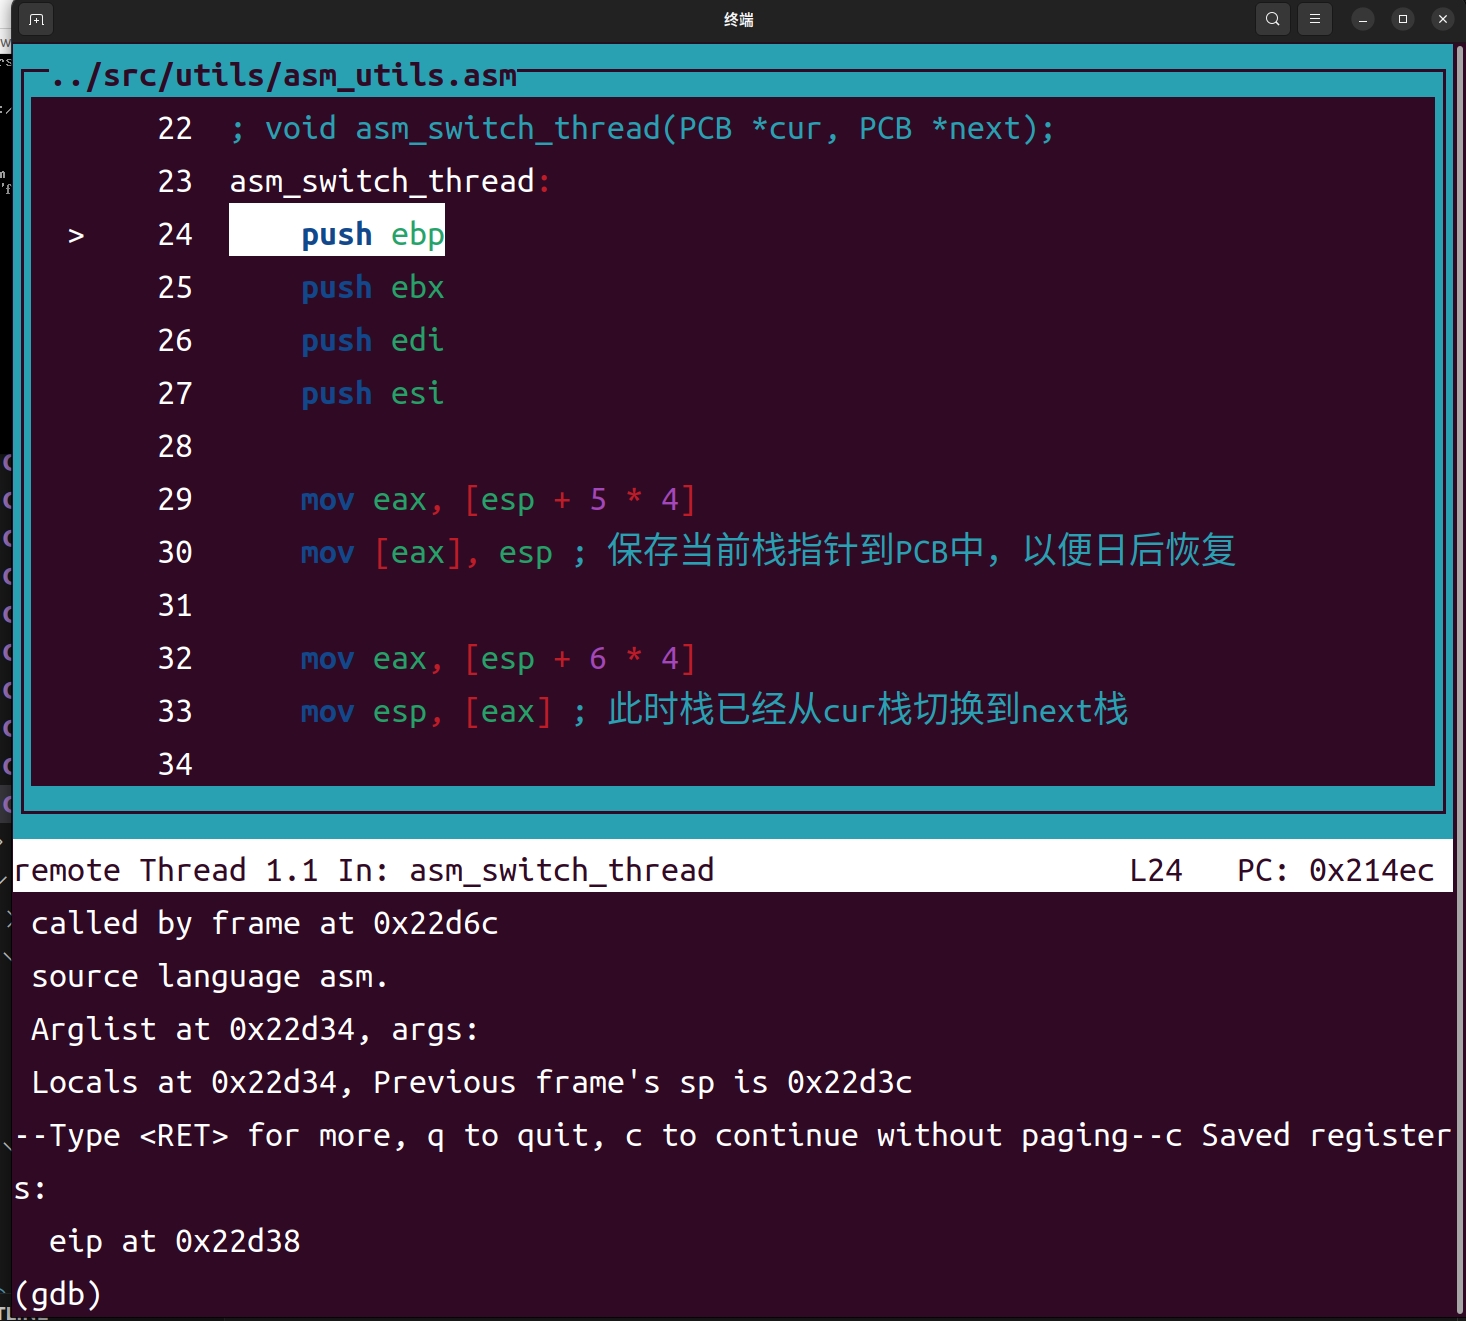 终端
../src/utils/asm_utils.asm
22 ; void asm_switch_thread(PCB *cur, PCB *next);
23 asm_switch_thread:
> 24 push ebp
25 push ebx
26 push edi
27 push esi
28
29 mov eax, [esp + 5 * 4]
30 mov [eax], esp ; 保存当前栈指针到PCB中，以便日后恢复
31
32 mov eax, [esp + 6 * 4]
33 mov esp, [eax] ; 此时栈已经从cur栈切换到next栈
34
remote Thread 1.1 In: asm_switch_thread L24 PC: 0x214ec
called by frame at 0x22d6c
source language asm.
Arglist at 0x22d34, args:
Locals at 0x22d34, Previous frame's sp is 0x22d3c
--Type <RET> for more, q to quit, c to continue without paging--c Saved register
s:
eip at 0x22d38
(gdb)